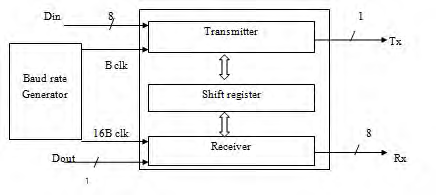 Din 8 1
Transmitter
Tx
B clk
Baud rate
Generator
Shift register
16B clk
Receiver 8
Dout Rx
1